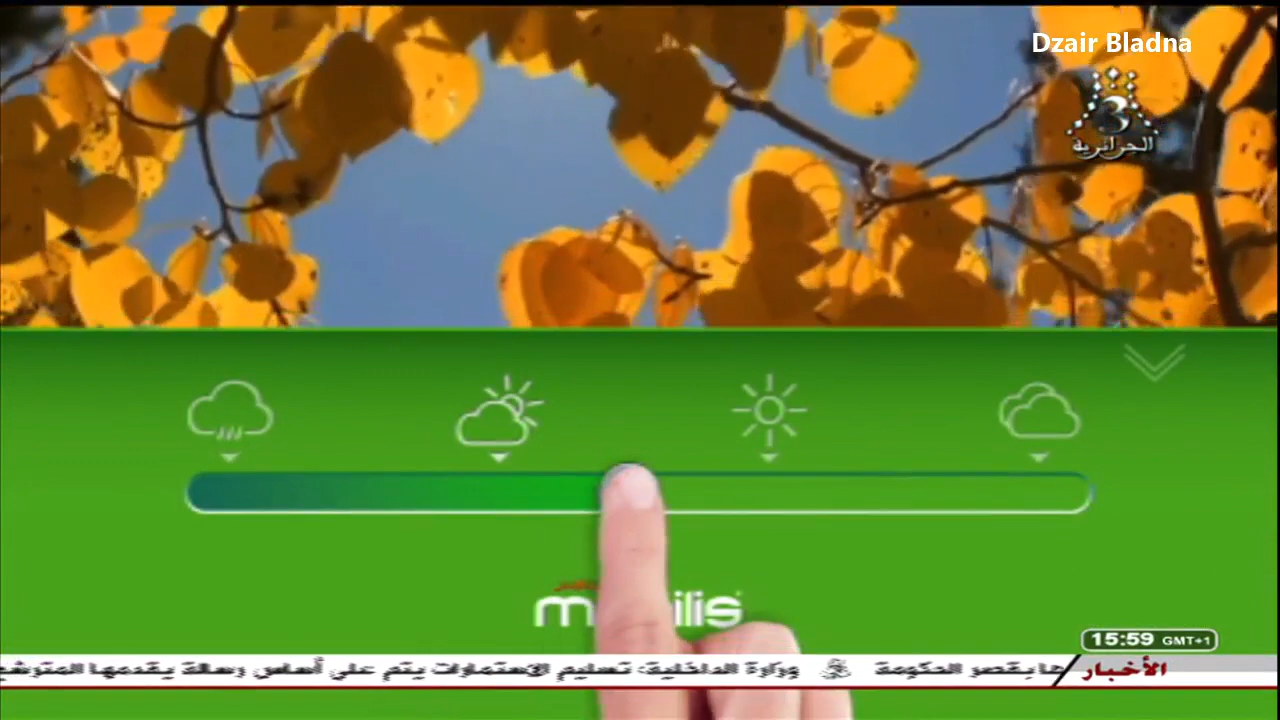 Dzair Bladna
3
الجزائرية
15:59 GMT+1
الأخبار
ها بقصر الحكومة وزارة الداخلية: تسليم الاستمارات يتم على أساس رسالة يقدمها المترشح